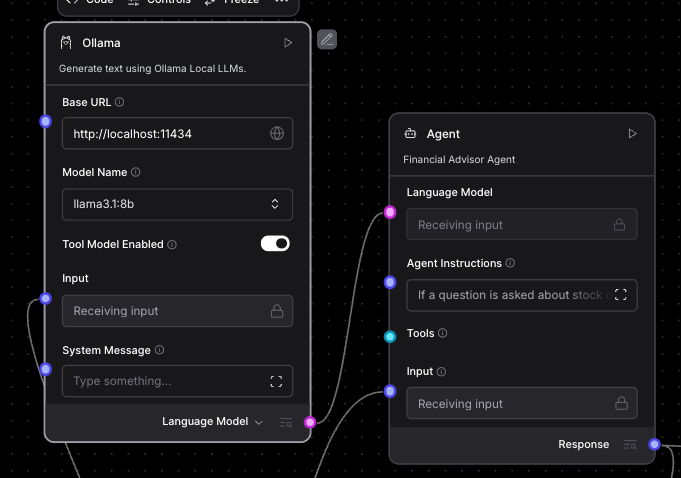 Code Controls Freeze
Ollama
Generate text using Ollama Local LLMs.
Base URL
http://localhost:11434
Model Name
llama3.1:8b
Tool Model Enabled
Input
Receiving input
System Message
Type something...
Language Model
Agent
Financial Advisor Agent
Language Model
Receiving input
Agent Instructions
If a question is asked about stock
Tools
Input
Receiving input
Response